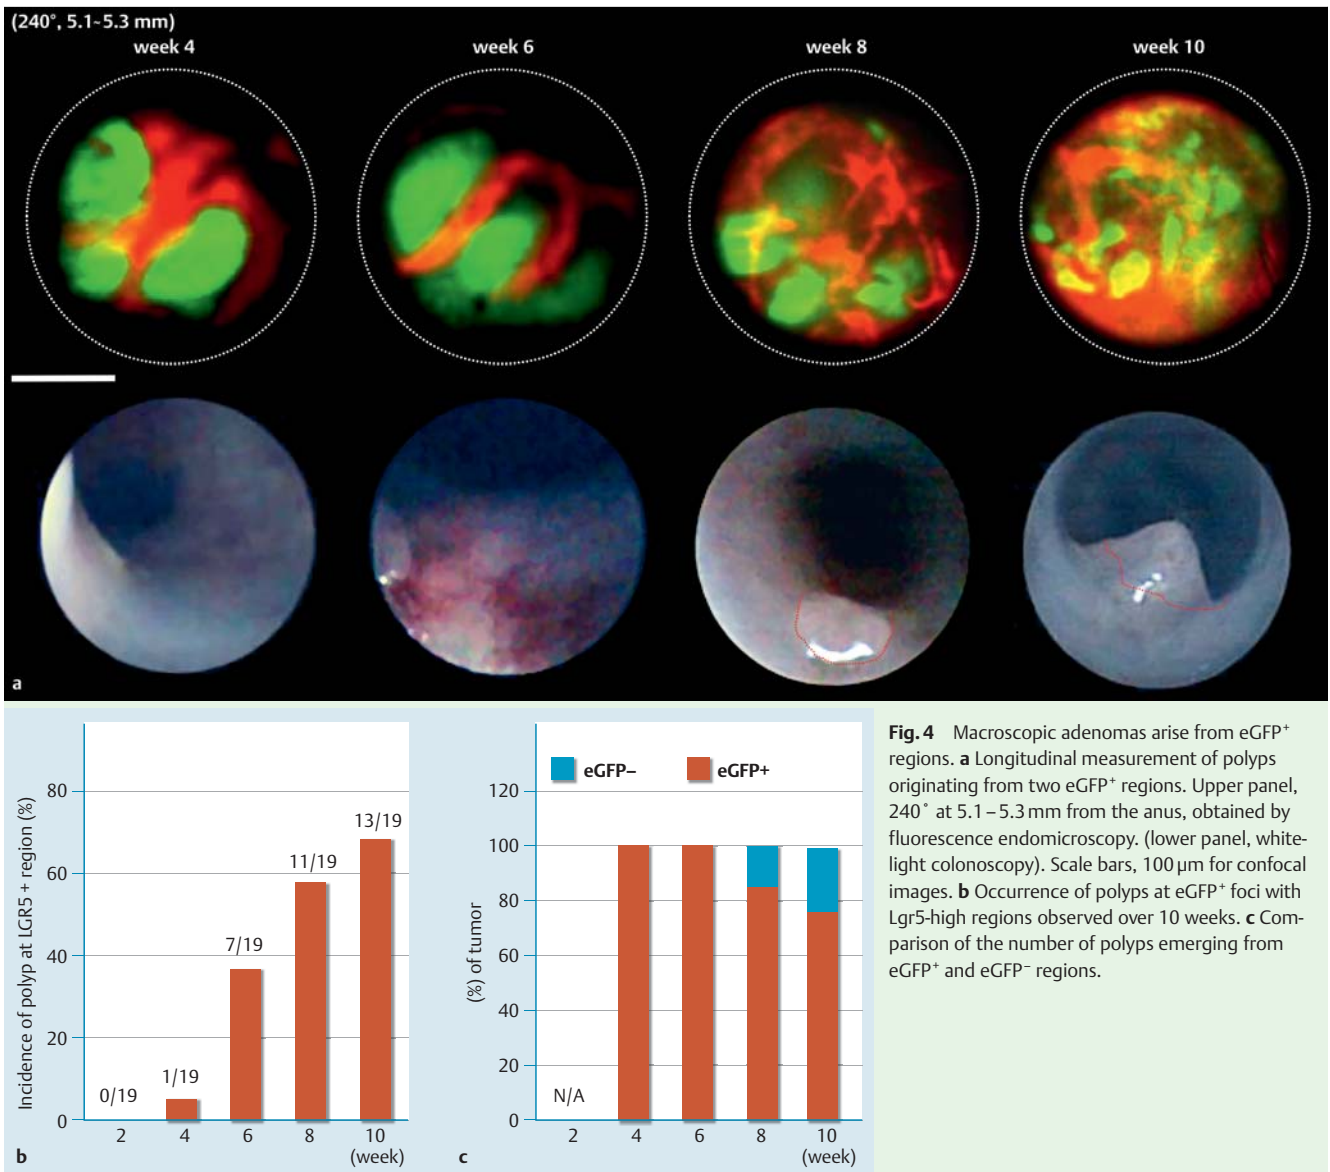 (240°, 5.1~5.3 mm)
week 4
week 6
week 8
week 10
a
Incidence of polyp at LGR5 + region (%)
80
60
40
20
0
0/19
1/19
7/19
11/19
13/19
2
4
6
8
10
(week)
b
(%) of tumor
120
100
80
60
40
20
0
eGFP–
eGFP+
N/A
2
4
6
8
10
(week)
c
Fig. 4 Macroscopic adenomas arise from eGFP⁺
regions. a Longitudinal measurement of polyps
originating from two eGFP⁺ regions. Upper panel,
240° at 5.1 – 5.3 mm from the anus, obtained by
fluorescence endomicroscopy. (lower panel, white-
light colonoscopy). Scale bars, 100 µm for confocal
images. b Occurrence of polyps at eGFP⁺ foci with
Lgr5-high regions observed over 10 weeks. c Com-
parison of the number of polyps emerging from
eGFP⁺ and eGFP⁻ regions.